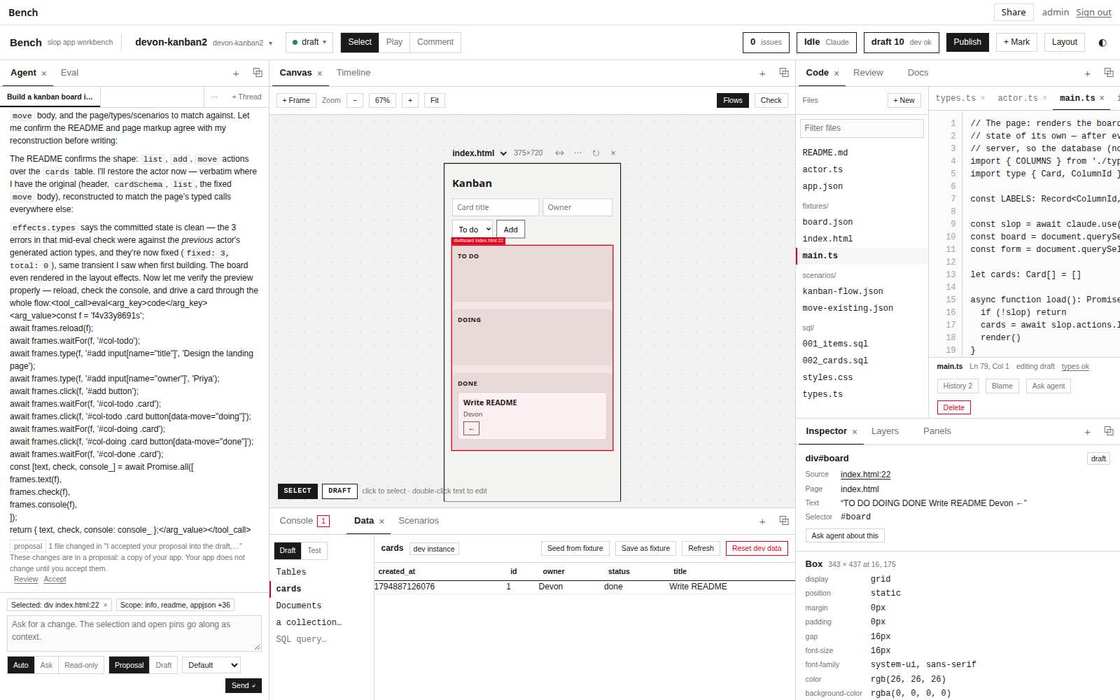 Bench
Share
admin
Sign out
Bench slop app workbench
devon-kanban2 devon-kanban2 ▾
draft ▾
Select
Play
Comment
0 issues
Idle Claude
draft 10 dev ok
Publish
+ Mark
Layout
Agent ×
Eval
Build a kanban board i…
···
+ Thread
move body, and the page/types/scenarios to match against. Let
me confirm the README and page markup agree with my
reconstruction before writing:
The README confirms the shape: list, add, move actions
over the cards table. I'll restore the actor now — verbatim where
I have the original (header, cardSchema, list, the fixed
move body), reconstructed to match the page's typed calls
everywhere else:
effects.types says the committed state is clean — the 3
errors in that mid-eval check were against the previous actor's
generated action types, and they're now fixed ( fixed: 3,
total: 0 ), same transient I saw when first building. The board
even rendered in the layout effects. Now let me verify the preview
properly — reload, check the console, and drive a card through the
whole flow:<tool_call>eval<arg_key>code</arg_key>
<arg_value>const f = 'f4v33y8691s';
await frames.reload(f);
await frames.waitFor(f, '#col-todo');
await frames.type(f, '#add input[name="title"]', 'Design the landing
page');
await frames.type(f, '#add input[name="owner"]', 'Priya');
await frames.click(f, '#add button');
await frames.waitFor(f, '#col-todo .card');
await frames.click(f, '#col-todo .card button[data-move="doing"]');
await frames.waitFor(f, '#col-doing .card');
await frames.click(f, '#col-doing .card button[data-move="done"]');
await frames.waitFor(f, '#col-done .card');
const [text, check, console_] = await Promise.all([
frames.text(f),
frames.check(f),
frames.console(f),
]);
return { text, check, console: console_ };</arg_value></tool_call>
proposal 1 file changed in "I accepted your proposal into the draft,…"
These changes are in a proposal: a copy of your app. Your app does not
change until you accept them.
Review Accept
Selected: div index.html:22 ×
Scope: info, readme, appjson +36
Ask for a change. The selection and open pins go along as
context.
Auto
Ask
Read-only
Proposal
Draft
Default
Send
Canvas ×
Timeline
+ Frame
Zoom
−
67%
+
Fit
Flows
Check
index.html
375×720
Kanban
Card title
Owner
To do
Add
div#board index.html:22
TO DO
DOING
DONE
Write README
Devon
←
SELECT
DRAFT
click to select · double-click text to edit
Console 1
Data ×
Scenarios
Draft
Test
Tables
cards
Documents
a collection…
SQL query…
cards
dev instance
Seed from fixture
Save as fixture
Refresh
Reset dev data
created_at id owner status title
1794887126076 1 Devon done Write README
Code ×
Review
Docs
Files
+ New
Filter files
README.md
actor.ts
app.json
fixtures/
board.json
index.html
main.ts
scenarios/
kanban-flow.json
move-existing.json
sql/
001_items.sql
002_cards.sql
styles.css
types.ts
types.ts ×
actor.ts ×
main.ts ×
1 // The page: renders the board
2 // state of its own — after ev
3 // server, so the database (no
4 import { COLUMNS } from './typ
5 import type { Card, ColumnId }
6
7 const LABELS: Record<ColumnId,
8
9 const slop = await claude.use(
10 const board = document.querySe
11 const form = document.querySel
12
13 let cards: Card[] = []
14
15 async function load(): Promise
16 if (!slop) return
17 cards = await slop.actions.l
18 render()
19 }
main.ts Ln 79, Col 1 editing draft types ok
History 2
Blame
Ask agent
Delete
Inspector ×
Layers
Panels
div#board
draft
Source index.html:22
Page index.html
Text “TO DO DOING DONE Write README Devon ←”
Selector #board
Ask agent about this
Box 343 × 437 at 16, 175
display grid
position static
margin 0px
padding 0px
gap 16px
font-size 16px
font-family system-ui, sans-serif
color rgb(26, 26, 26)
background-color rgba(0, 0, 0, 0)